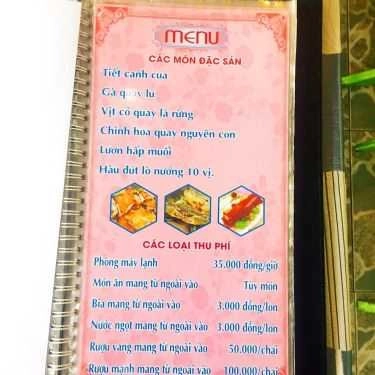 MENU
CÁC MÓN ĐẶC SẢN
Tiết canh cua
Gà quay lu
Vịt cỏ quay lá rừng
Chình hoa quay nguyên con
Lươn hấp muối
Hàu đút lò nướng 10 vị.
CÁC LOẠI THU PHÍ
Phòng máy lạnh 35.000 đồng/giờ
Món ăn mang từ ngoài vào Tùy món
Bia mang từ ngoài vào 3.000 đồng/lon
Nước ngọt mang từ ngoài vào 3.000 đồng/lon
Rượu vang mang từ ngoài vào 50.000/chai
Rượu mạnh mang từ ngoài vào 100.000/chai